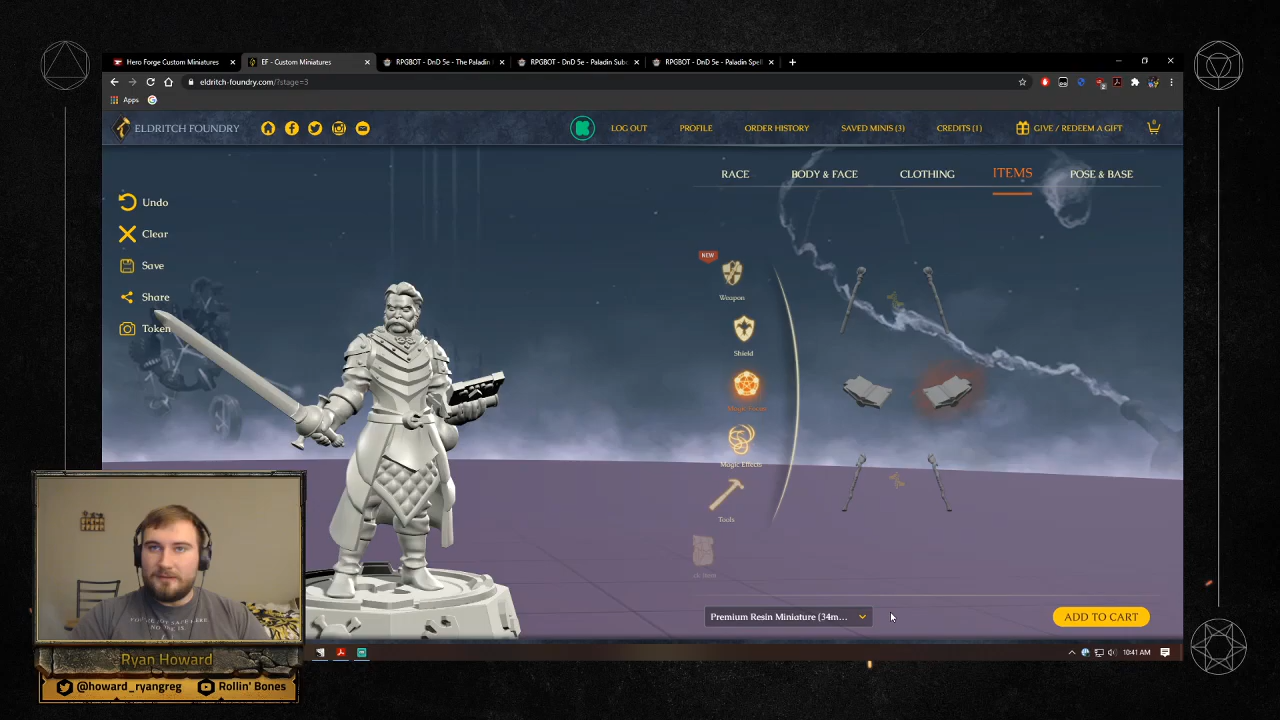 Hero Forge Custom Miniatures
EF - Custom Miniatures
RPGBOT - DnD 5e - The Paladin
RPGBOT - DnD 5e - Paladin Sub
RPGBOT - DnD 5e - Paladin Spel
eldritch-foundry.com/?stage=3
Apps
ELDRITCH FOUNDRY
LOG OUT
PROFILE
ORDER HISTORY
SAVED MINIS (3)
CREDITS (1)
GIVE / REDEEM A GIFT
0
RACE
BODY & FACE
CLOTHING
ITEMS
POSE & BASE
Undo
Clear
Save
Share
Token
NEW
Weapon
Shield
Magic Focus
Magic Effects
Tools
Premium Resin Miniature (34m...
ADD TO CART
10:41 AM
Ryan Howard
@howard_ryangreg
Rollin' Bones